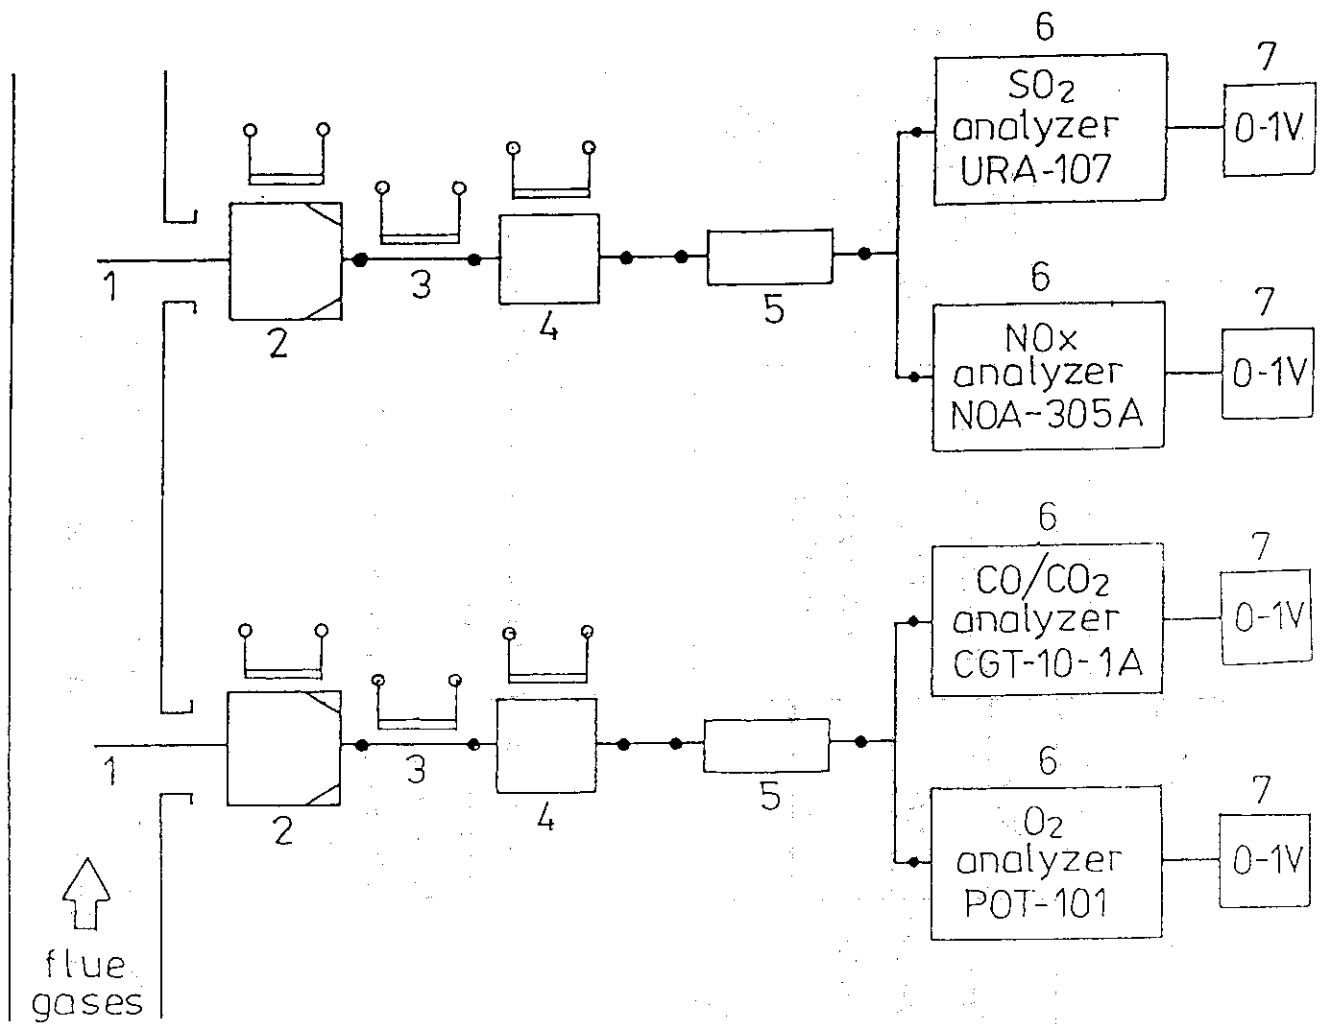 6
SO₂
analyzer
URA-107
7
0-1V
1
2
3
4
5
6
NOx
analyzer
NOA-305A
7
0-1V
6
CO/CO₂
analyzer
CGT-10-1A
7
0-1V
1
2
3
4
5
6
O₂
analyzer
POT-101
7
0-1V
flue
gases